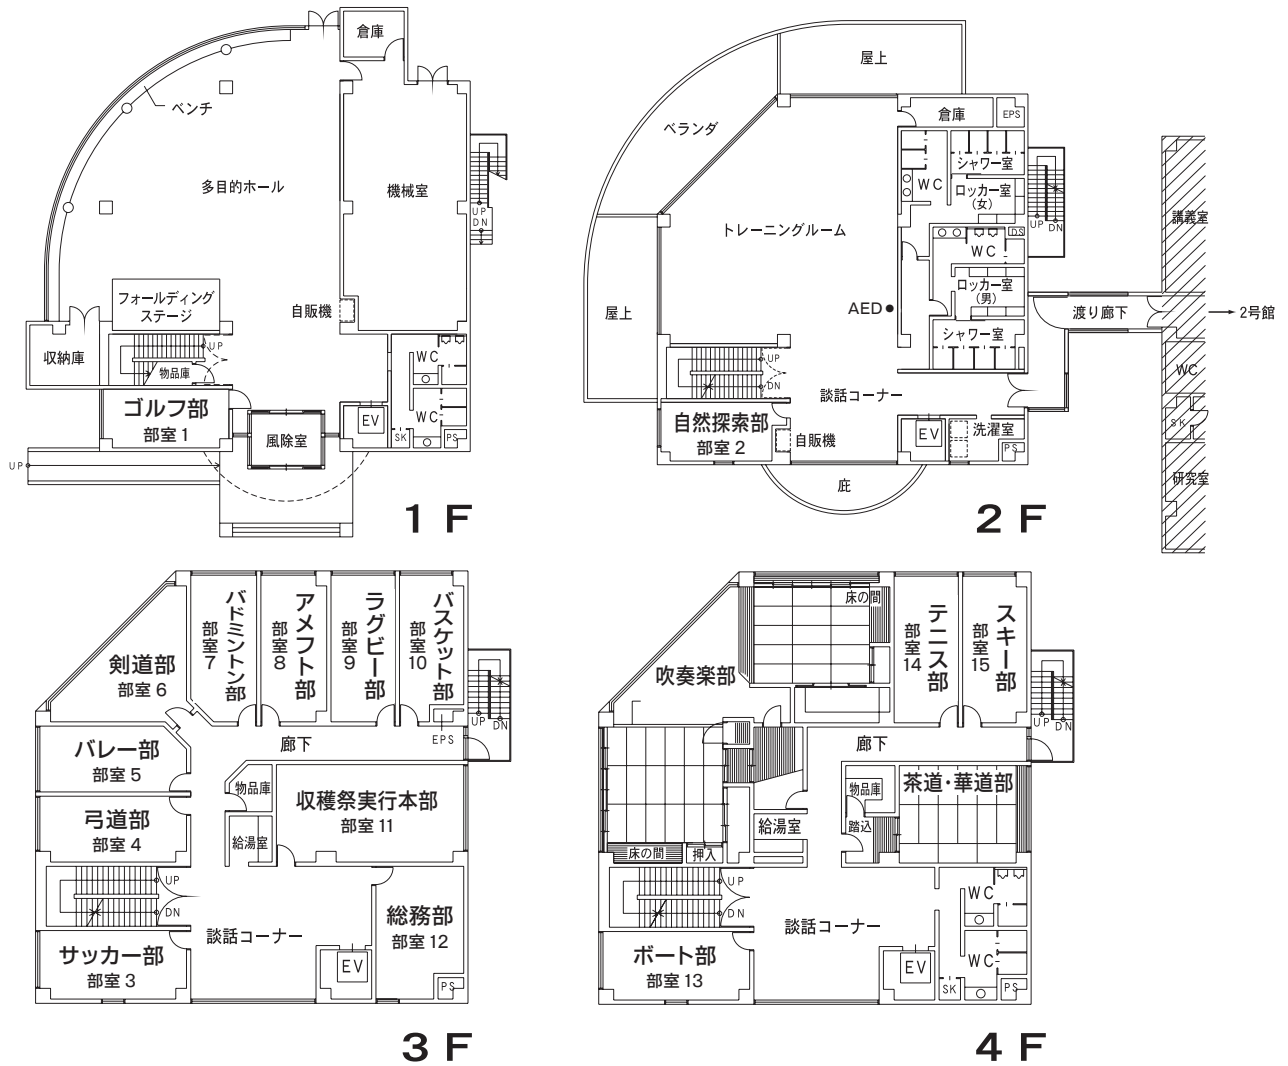 倉庫
ベンチ
多目的ホール
機械室
UP
DN
フォールディング
ステージ
自販機
収納庫
UP
物品庫
WC
ゴルフ部
部室 1
風除室
EV
WC
SK
PS
UP
1 F
屋上
ベランダ
倉庫
EPS
シャワー室
WC
ロッカー室
(女)
UP
DN
DS
トレーニングルーム
WC
ロッカー室
(男)
AED
シャワー室
屋上
講義室
渡り廊下
2号館
WC
SK
研究室
UP
DN
談話コーナー
自然探索部
部室 2
自販機
EV
洗濯室
PS
庇
2 F
剣道部
部室 6
バドミントン部
部室 7
アメフト部
部室 8
ラグビー部
部室 9
バスケット部
部室 10
UP
DN
EPS
廊下
バレー部
部室 5
物品庫
収穫祭実行本部
部室 11
弓道部
部室 4
給湯室
UP
DN
談話コーナー
総務部
部室 12
サッカー部
部室 3
EV
PS
3 F
床の間
吹奏楽部
テニス部
部室 14
スキー部
部室 15
UP
DN
廊下
物品庫
茶道・華道部
給湯室
踏込
床の間
押入
UP
DN
談話コーナー
WC
ボート部
部室 13
EV
WC
SK
PS
4 F